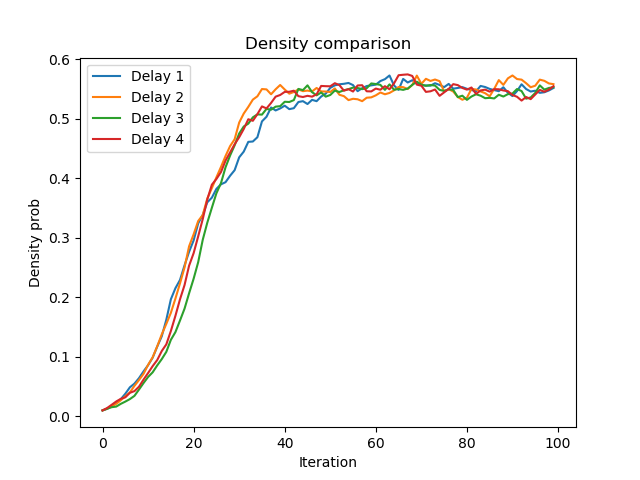 Density comparison
Delay 1
Delay 2
Delay 3
Delay 4
Density prob
0.6
0.5
0.4
0.3
0.2
0.1
0.0
0 20 40 60 80 100
Iteration